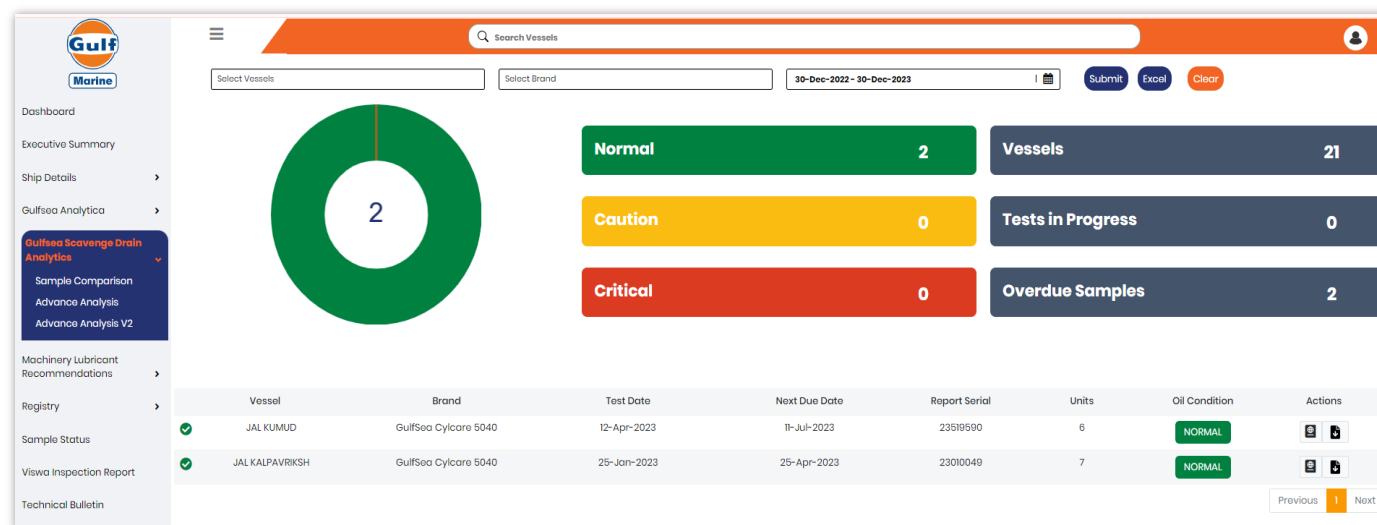 Gulf
Marine
Search Vessels
Select Vessels
Select Brand
30-Dec-2022 - 30-Dec-2023
Submit
Excel
Clear
Dashboard
Executive Summary
Ship Details
Gulfsea Analytica
Gulfsea Scavenge Drain
Analytics
Sample Comparison
Advance Analysis
Advance Analysis V2
Machinery Lubricant
Recommendations
Registry
Sample Status
Viswa Inspection Report
Technical Bulletin
2
Normal 2
Vessels 21
Caution 0
Tests in Progress 0
Critical 0
Overdue Samples 2
Vessel Brand Test Date Next Due Date Report Serial Units Oil Condition Actions
JAL KUMUD GulfSea Cylcare 5040 12-Apr-2023 11-Jul-2023 23519590 6 NORMAL
JAL KALPAVRIKSH GulfSea Cylcare 5040 25-Jan-2023 25-Apr-2023 23010049 7 NORMAL
Previous 1 Next